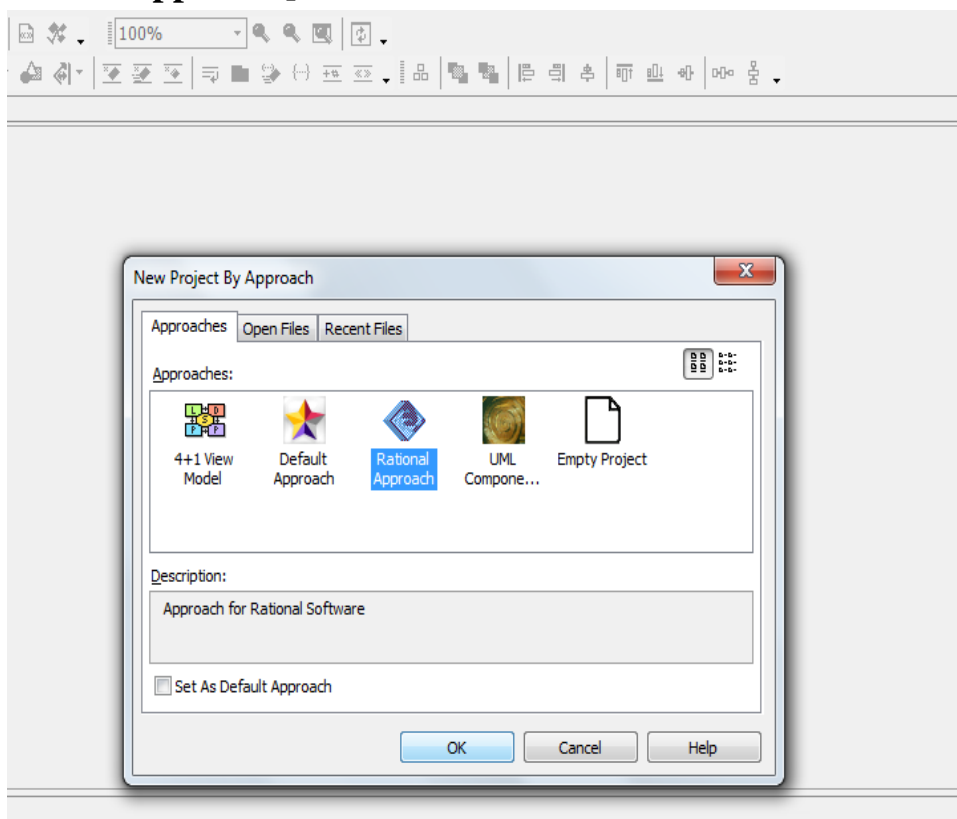 100%
New Project By Approach
Approaches
Open Files
Recent Files
Approaches:
4+1 View Model
Default Approach
Rational Approach
UML Compone...
Empty Project
Description:
Approach for Rational Software
Set As Default Approach
OK
Cancel
Help